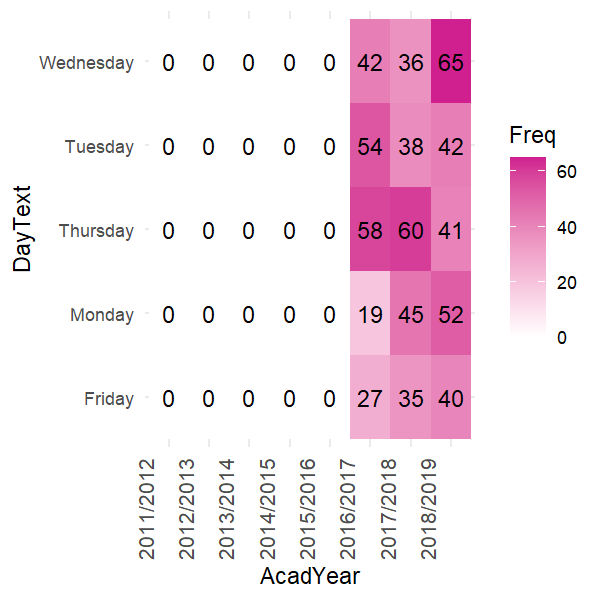 Wednesday 0 0 0 0 0 42 36 65
Tuesday 0 0 0 0 0 54 38 42
Thursday 0 0 0 0 0 58 60 41
Monday 0 0 0 0 0 19 45 52
Friday 0 0 0 0 0 27 35 40
DayText
2011/2012
2012/2013
2013/2014
2014/2015
2015/2016
2016/2017
2017/2018
2018/2019
AcadYear
Freq
60
40
20
0